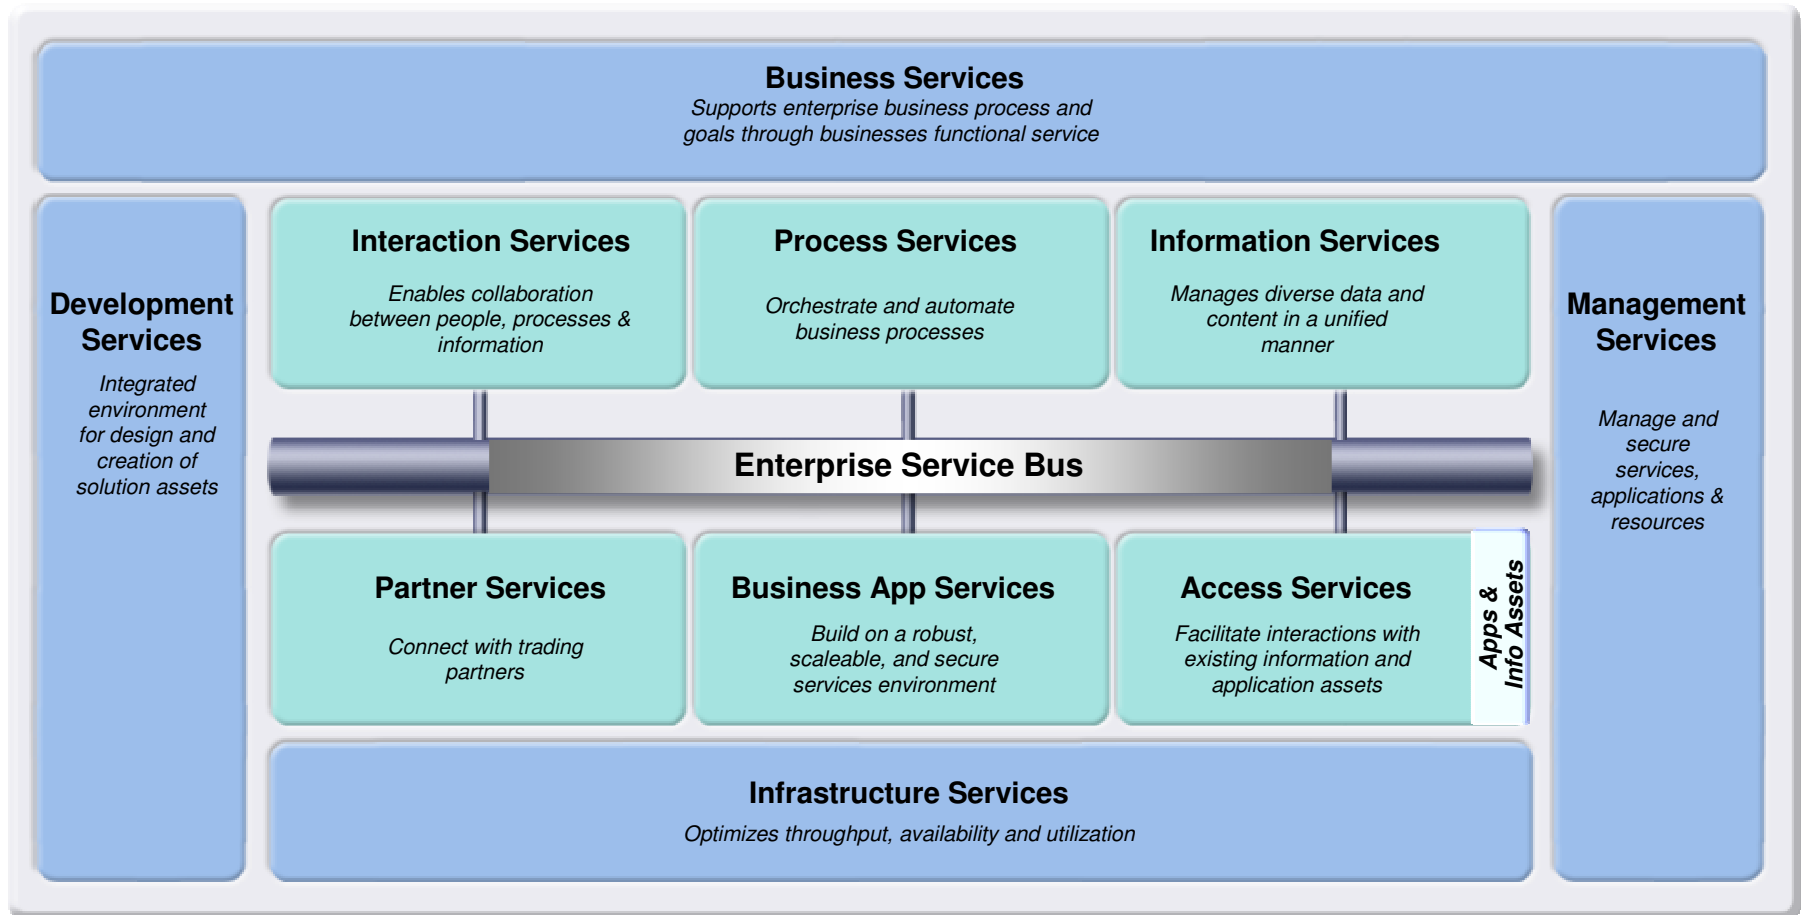 Business Services
Supports enterprise business process and
goals through businesses functional service
Development
Services
Integrated
environment
for design and
creation of
solution assets
Interaction Services
Enables collaboration
between people, processes &
information
Process Services
Orchestrate and automate
business processes
Information Services
Manages diverse data and
content in a unified
manner
Management
Services
Manage and
secure
services,
applications &
resources
Enterprise Service Bus
Partner Services
Connect with trading
partners
Business App Services
Build on a robust,
scaleable, and secure
services environment
Access Services
Facilitate interactions with
existing information and
application assets
Apps &
Info Assets
Infrastructure Services
Optimizes throughput, availability and utilization